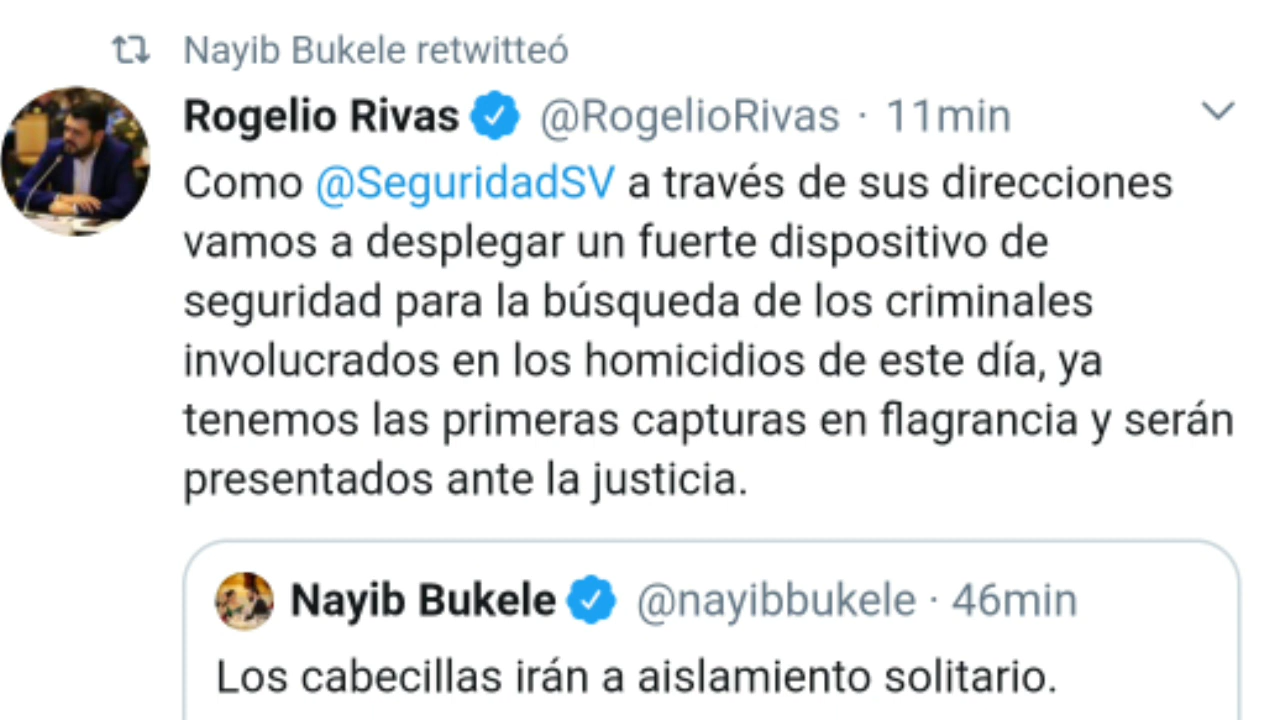 Nayib Bukele retwitteó
Rogelio Rivas @RogelioRivas · 11min
Como @SeguridadSV a través de sus direcciones
vamos a desplegar un fuerte dispositivo de
seguridad para la búsqueda de los criminales
involucrados en los homicidios de este día, ya
tenemos las primeras capturas en flagrancia y serán
presentados ante la justicia.
Nayib Bukele @nayibbukele · 46min
Los cabecillas irán a aislamiento solitario.